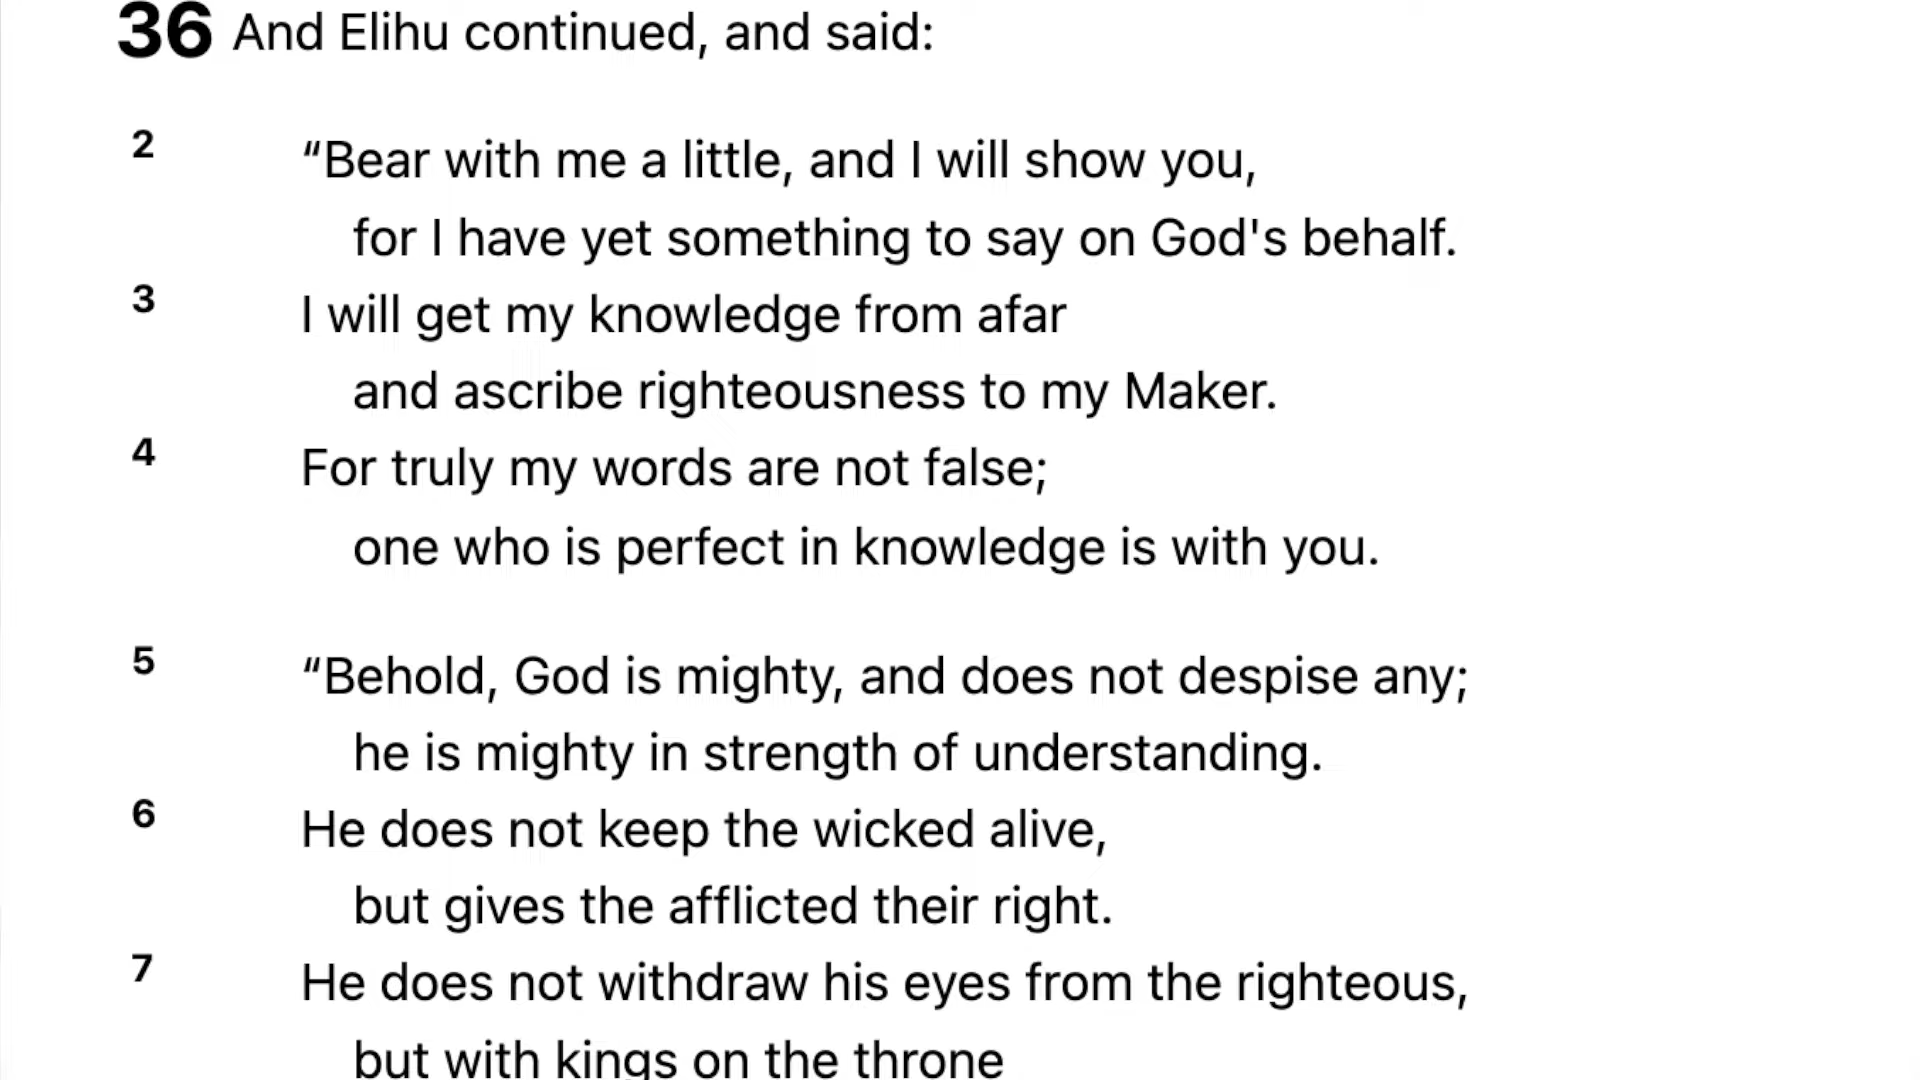 36 And Elihu continued, and said:
2 “Bear with me a little, and I will show you,
for I have yet something to say on God's behalf.
3 I will get my knowledge from afar
and ascribe righteousness to my Maker.
4 For truly my words are not false;
one who is perfect in knowledge is with you.
5 “Behold, God is mighty, and does not despise any;
he is mighty in strength of understanding.
6 He does not keep the wicked alive,
but gives the afflicted their right.
7 He does not withdraw his eyes from the righteous,
but with kings on the throne